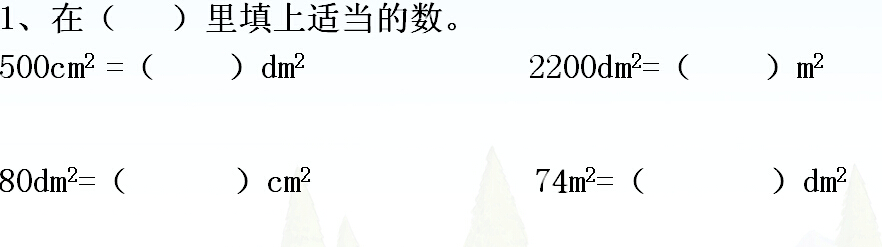 1、在（　　）里填上适当的数。
500cm² =（　　）dm²　　2200dm²=（　　）m²
80dm²=（　　）cm²　　74m²=（　　）dm²